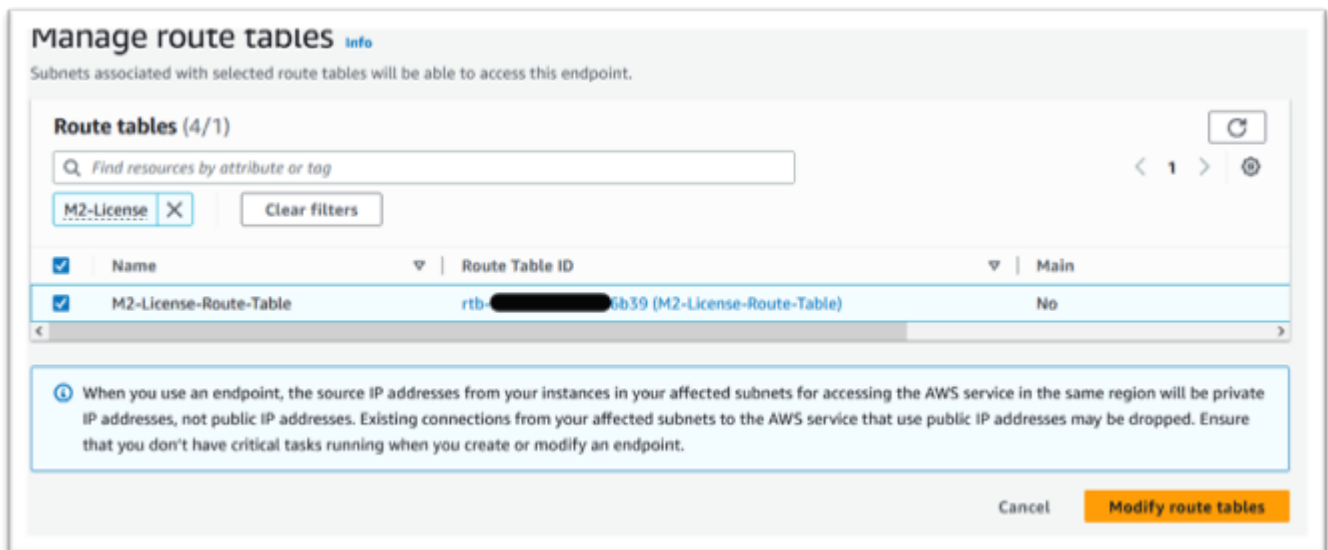 Manage route tables Info
Subnets associated with selected route tables will be able to access this endpoint.
Route tables (4/1)
Find resources by attribute or tag
< 1 >
M2-License X Clear filters
Name Route Table ID Main
M2-License-Route-Table rtb-6b39 (M2-License-Route-Table) No
When you use an endpoint, the source IP addresses from your instances in your affected subnets for accessing the AWS service in the same region will be private
IP addresses, not public IP addresses. Existing connections from your affected subnets to the AWS service that use public IP addresses may be dropped. Ensure
that you don't have critical tasks running when you create or modify an endpoint.
Cancel Modify route tables